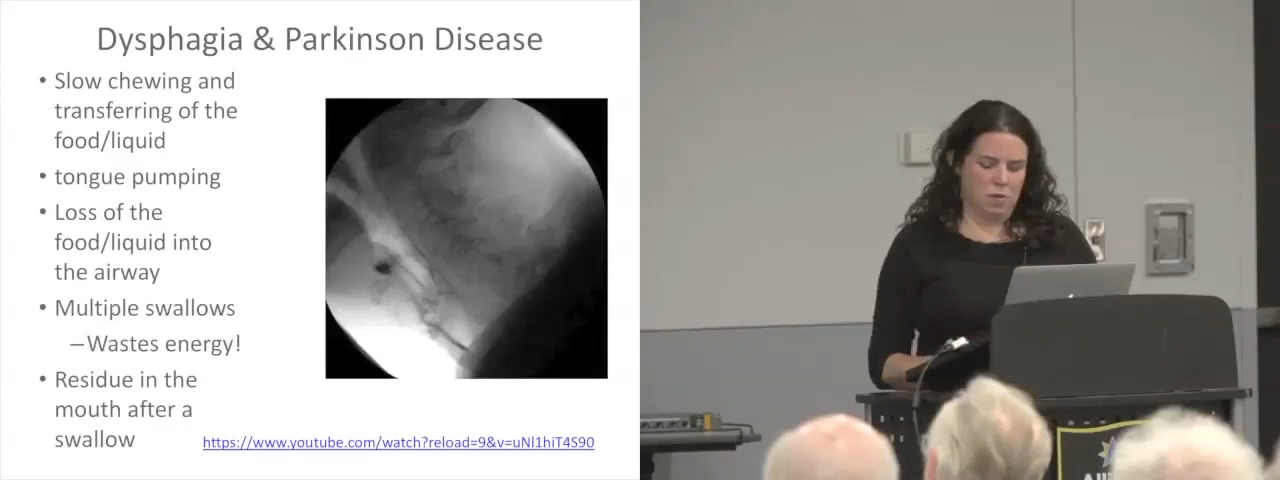 Dysphagia & Parkinson Disease
• Slow chewing and
transferring of the
food/liquid
• tongue pumping
• Loss of the
food/liquid into
the airway
• Multiple swallows
–Wastes energy!
• Residue in the
mouth after a
swallow
https://www.youtube.com/watch?reload=9&v=uNl1hiT4S90